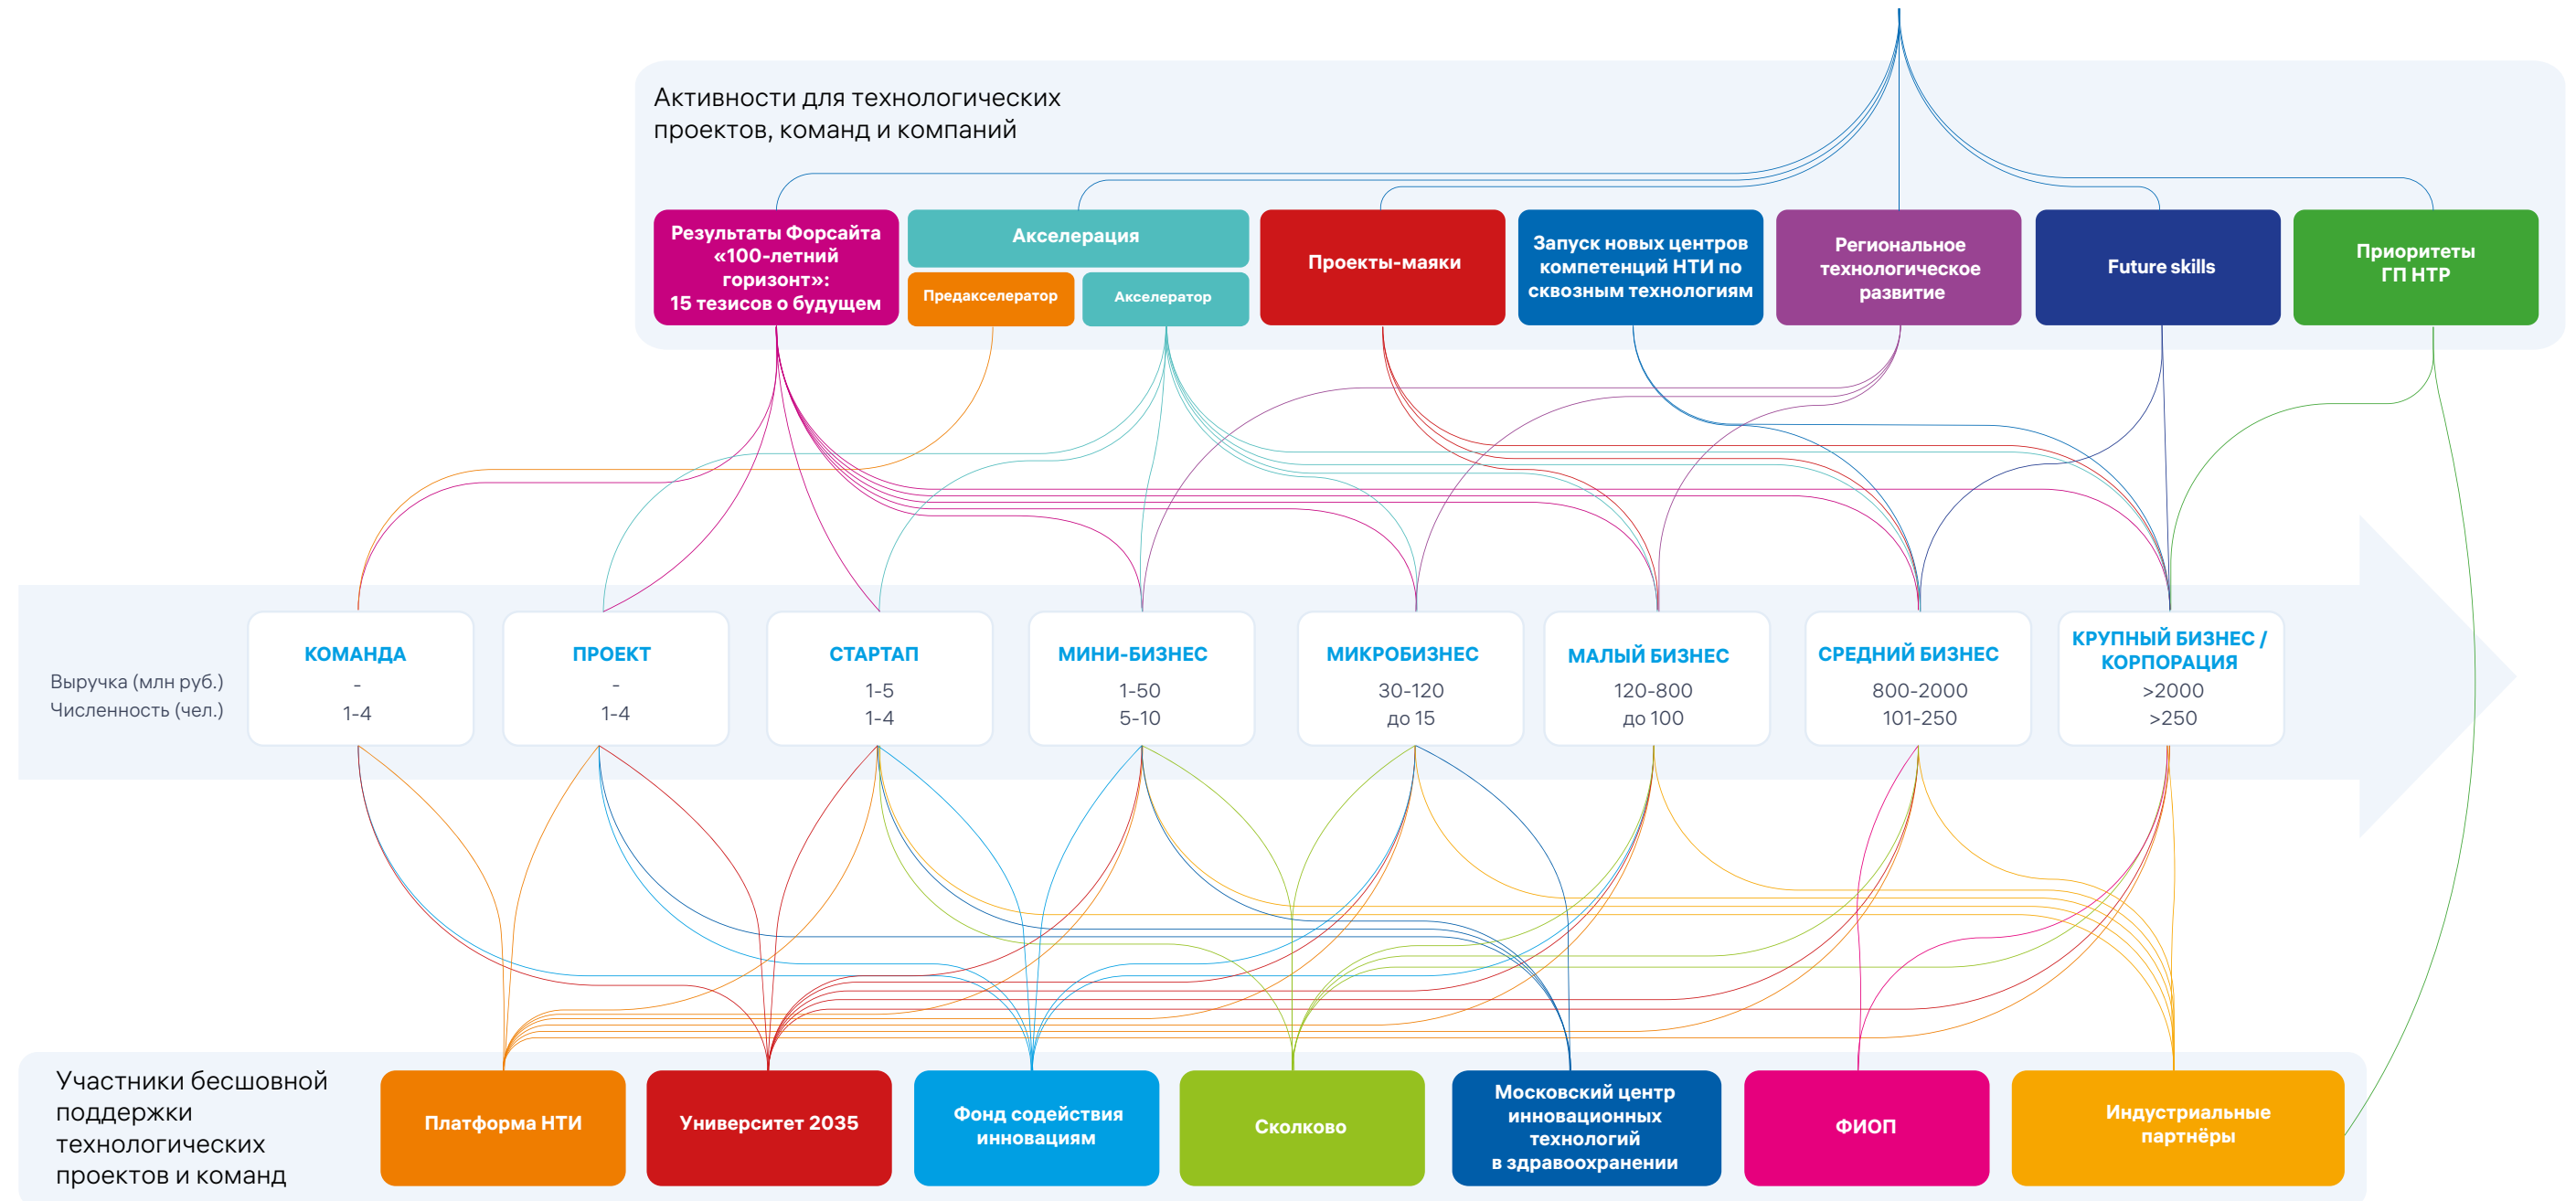 Активности для технологических
проектов, команд и компаний
Результаты Форсайта
«100-летний
горизонт»:
15 тезисов о будущем
Акселерация
Предакселератор
Акселератор
Проекты-маяки
Запуск новых центров
компетенций НТИ по
сквозным технологиям
Региональное
технологическое
развитие
Future skills
Приоритеты
ГП НТР
Выручка (млн руб.)
Численность (чел.)
КОМАНДА
-
1-4
ПРОЕКТ
-
1-4
СТАРТАП
1-5
1-4
МИНИ-БИЗНЕС
1-50
5-10
МИКРОБИЗНЕС
30-120
до 15
МАЛЫЙ БИЗНЕС
120-800
до 100
СРЕДНИЙ БИЗНЕС
800-2000
101-250
КРУПНЫЙ БИЗНЕС /
КОРПОРАЦИЯ
>2000
>250
Участники бесшовной
поддержки
технологических
проектов и команд
Платформа НТИ
Университет 2035
Фонд содействия
инновациям
Сколково
Московский центр
инновационных
технологий
в здравоохранении
ФИОП
Индустриальные
партнёры